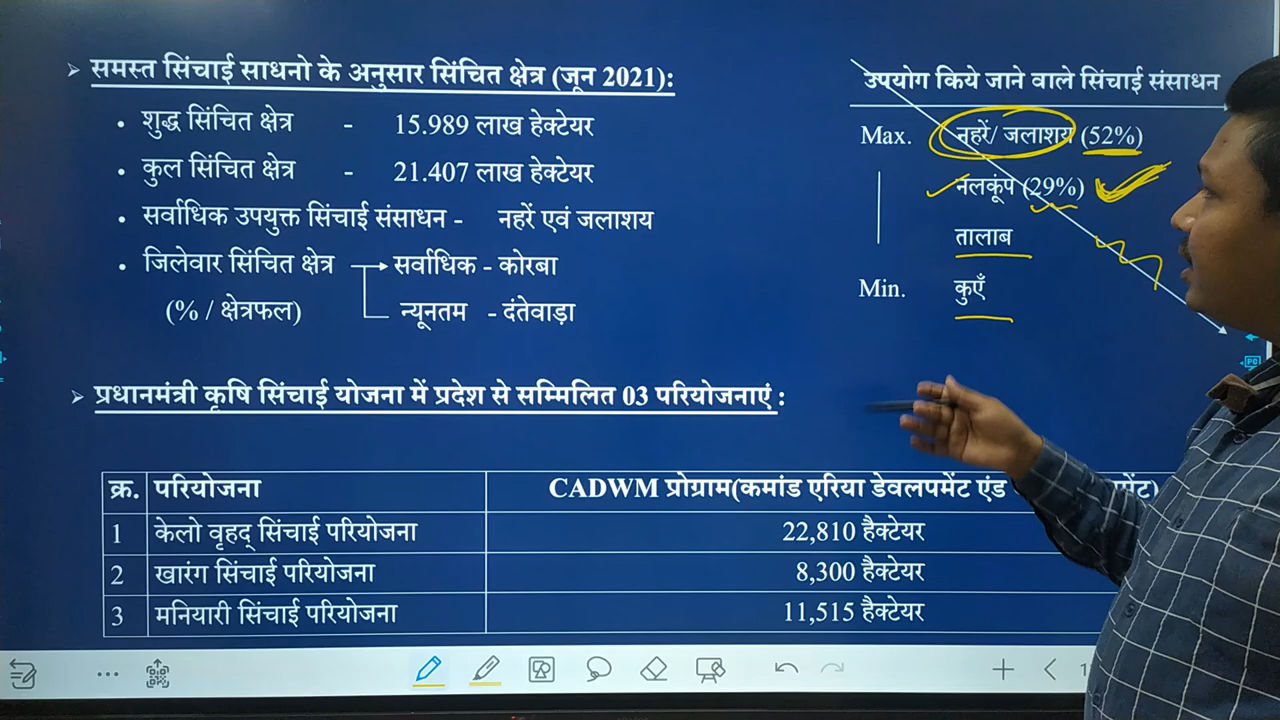 समस्त सिंचाई साधनो के अनुसार सिंचित क्षेत्र (जून 2021):
• शुद्ध सिंचित क्षेत्र - 15.989 लाख हेक्टेयर
• कुल सिंचित क्षेत्र - 21.407 लाख हेक्टेयर
• सर्वाधिक उपयुक्त सिंचाई संसाधन - नहरें एवं जलाशय
• जिलेवार सिंचित क्षेत्र सर्वाधिक - कोरबा
(% / क्षेत्रफल) न्यूनतम - दंतेवाड़ा
उपयोग किये जाने वाले सिंचाई संसाधन
Max. नहरें/ जलाशय (52%)
नलकूंप (29%)
तालाब
Min. कुएँ
प्रधानमंत्री कृषि सिंचाई योजना में प्रदेश से सम्मिलित 03 परियोजनाएं :
क्र. परियोजना CADWM प्रोग्राम(कमांड एरिया डेवलपमेंट एंड
1 केलो वृहद् सिंचाई परियोजना 22,810 हैक्टेयर
2 खारंग सिंचाई परियोजना 8,300 हैक्टेयर
3 मनियारी सिंचाई परियोजना 11,515 हैक्टेयर